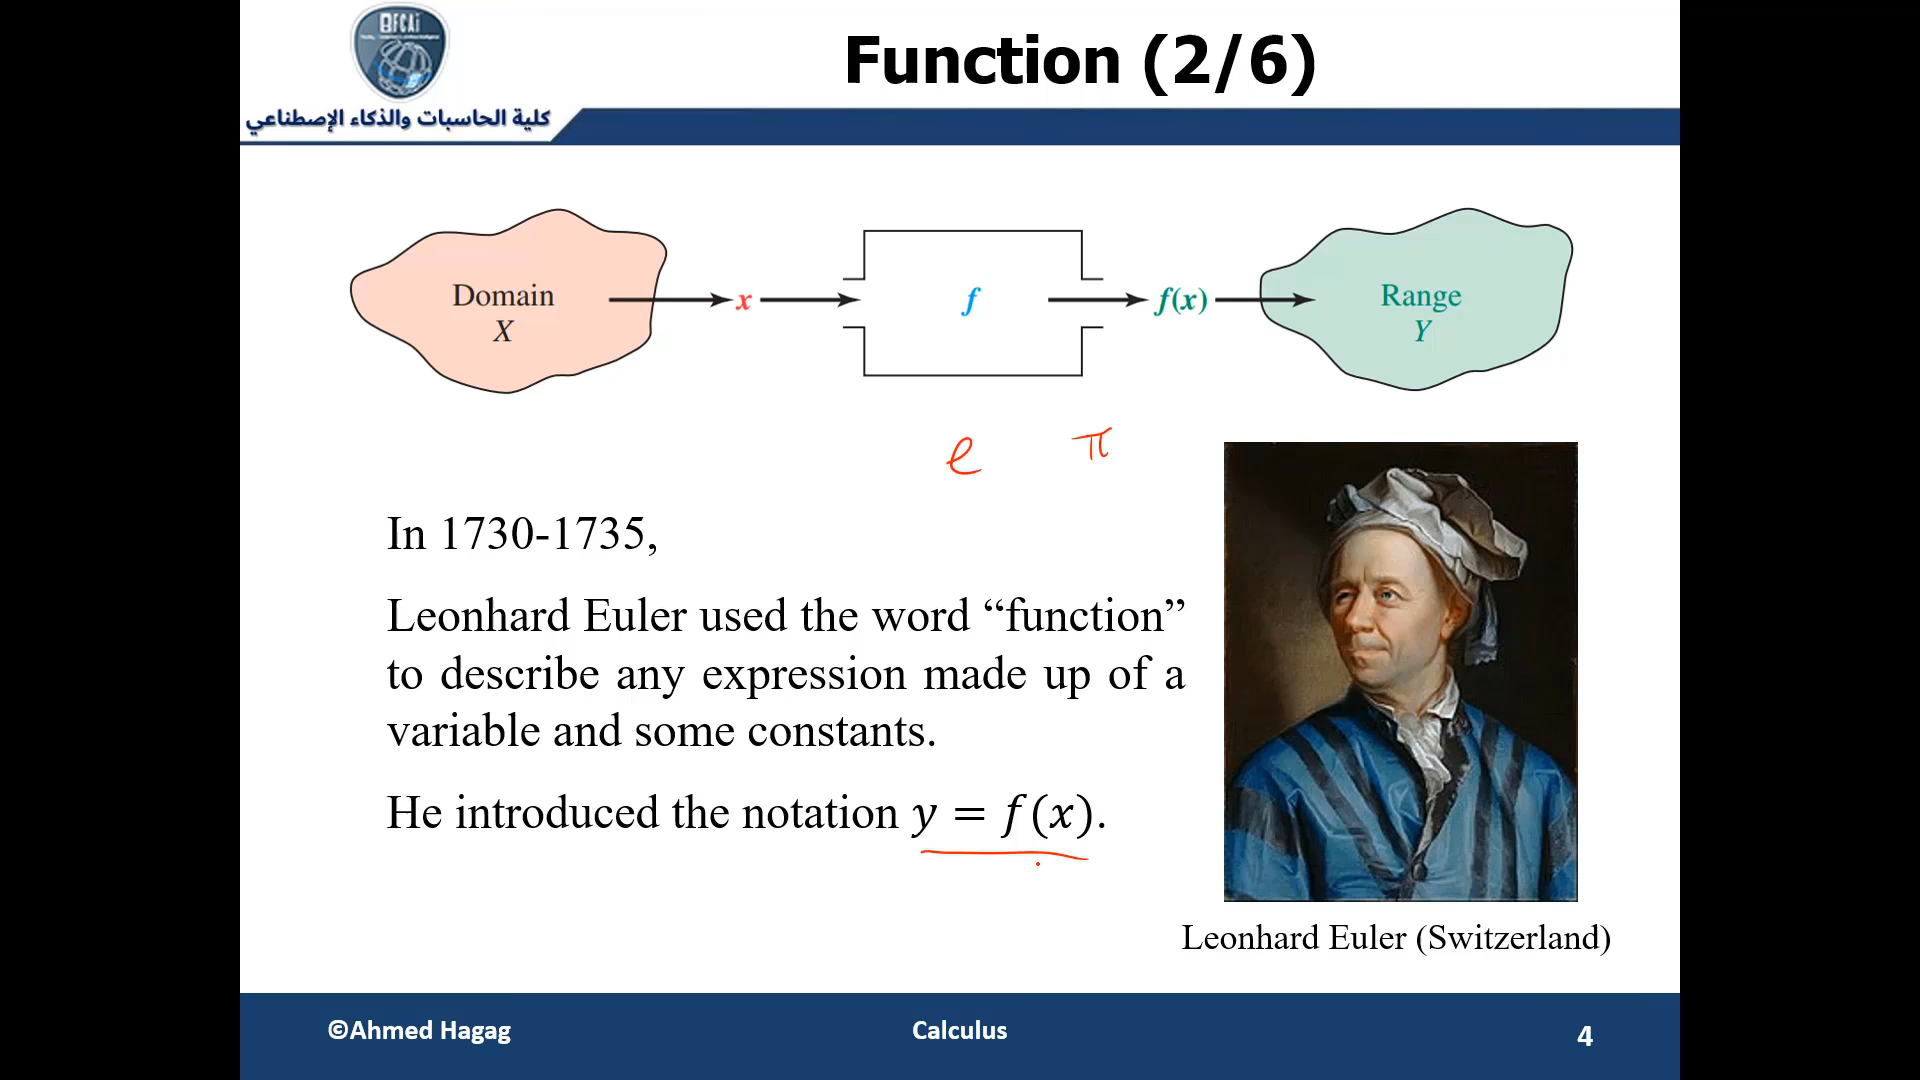 FCAi
Function (2/6)
كلية الحاسبات والذكاء الإصطناعي
Domain
X
x
f
f(x)
Range
Y
e π
In 1730-1735,
Leonhard Euler used the word “function”
to describe any expression made up of a
variable and some constants.
He introduced the notation y = f(x).
Leonhard Euler (Switzerland)
©Ahmed Hagag
Calculus
4